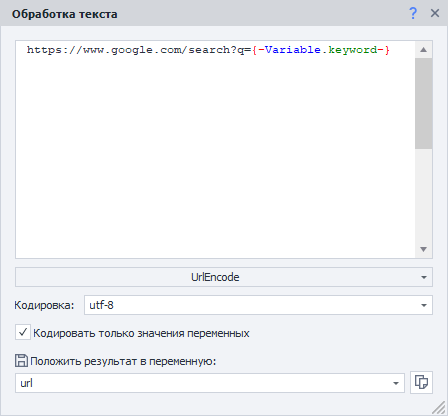 Обработка текста
https://www.google.com/search?q={-Variable.keyword-}
UrlEncode
Кодировка: utf-8
Кодировать только значения переменных
Положить результат в переменную:
url